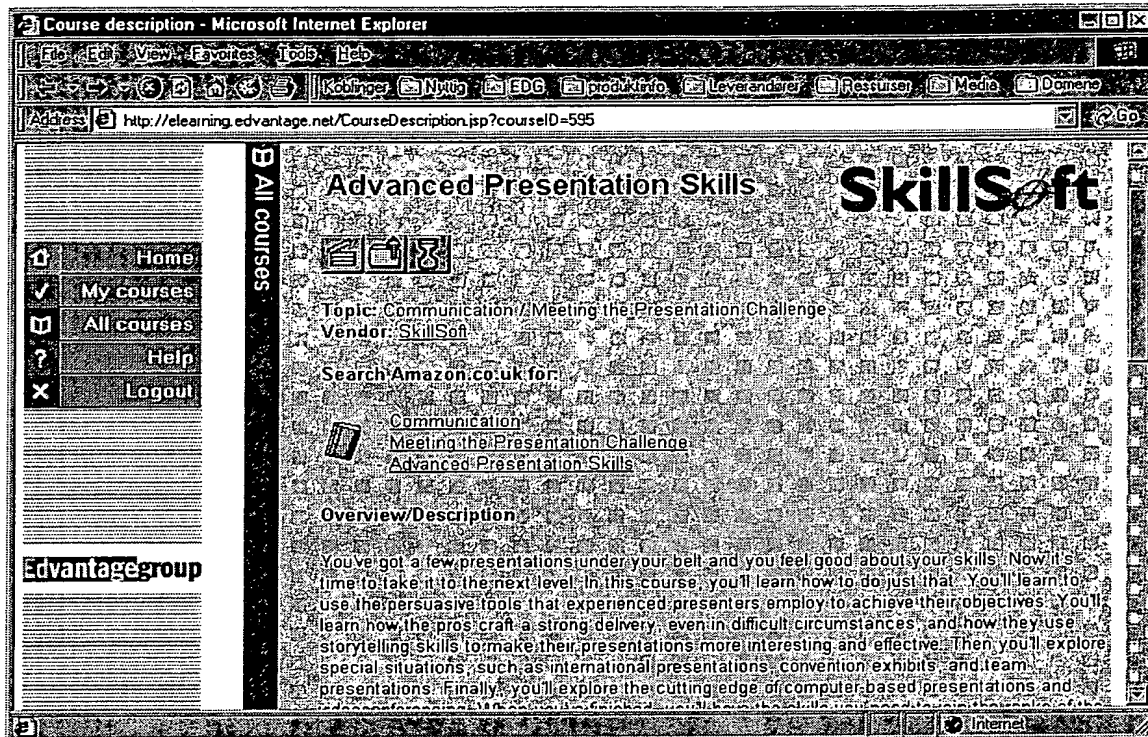 Course description - Microsoft Internet Explorer
File Edit View Favorites Tools Help
Koblinger Nyttig EDG produktinfo Leverandører Ressurser Media Domene
Address http://elearning.edvantage.net/CourseDescription.jsp?courseID=595 Go
Home
My courses
All courses
Help
Logout
Edvantagegroup
All courses
Advanced Presentation Skills
SkillSoft
Topic: Communication / Meeting the Presentation Challenge
Vendor: SkillSoft
Search Amazon.co.uk for:
Communication
Meeting the Presentation Challenge
Advanced Presentation Skills
Overview/Description
You've got a few presentations under your belt and you feel good about your skills. Now it's
time to take it to the next level. In this course, you'll learn how to do just that. You'll learn to
use the persuasive tools that experienced presenters employ to achieve their objectives. You'll
learn how the pros craft a strong delivery, even in difficult circumstances, and how they use
storytelling skills to make their presentations more interesting and effective. Then you'll explore
special situations, such as international presentations, convention exhibits, and team
presentations. Finally, you'll explore the cutting edge of computer-based presentations and
Internet